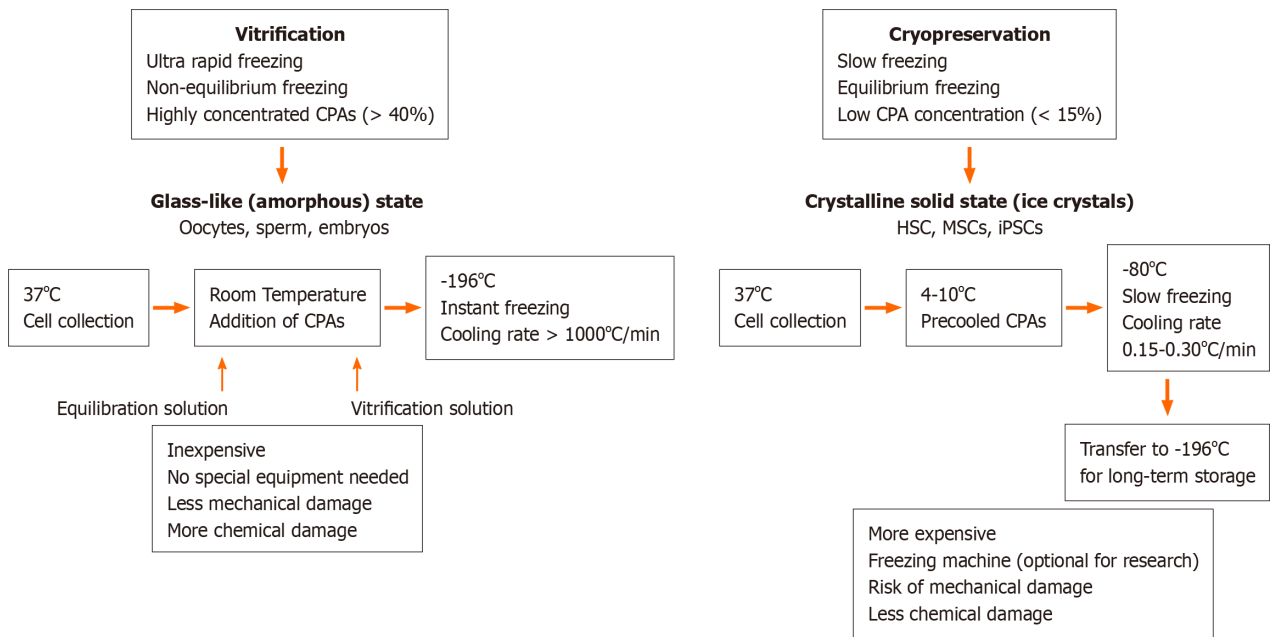 Vitrification
Ultra rapid freezing
Non-equilibrium freezing
Highly concentrated CPAs (> 40%)
Glass-like (amorphous) state
Oocytes, sperm, embryos
37°C
Cell collection
Room Temperature
Addition of CPAs
-196°C
Instant freezing
Cooling rate > 1000°C/min
Equilibration solution
Vitrification solution
Inexpensive
No special equipment needed
Less mechanical damage
More chemical damage
Cryopreservation
Slow freezing
Equilibrium freezing
Low CPA concentration (< 15%)
Crystalline solid state (ice crystals)
HSC, MSCs, iPSCs
37°C
Cell collection
4-10°C
Precooled CPAs
-80°C
Slow freezing
Cooling rate
0.15-0.30°C/min
Transfer to -196°C
for long-term storage
More expensive
Freezing machine (optional for research)
Risk of mechanical damage
Less chemical damage